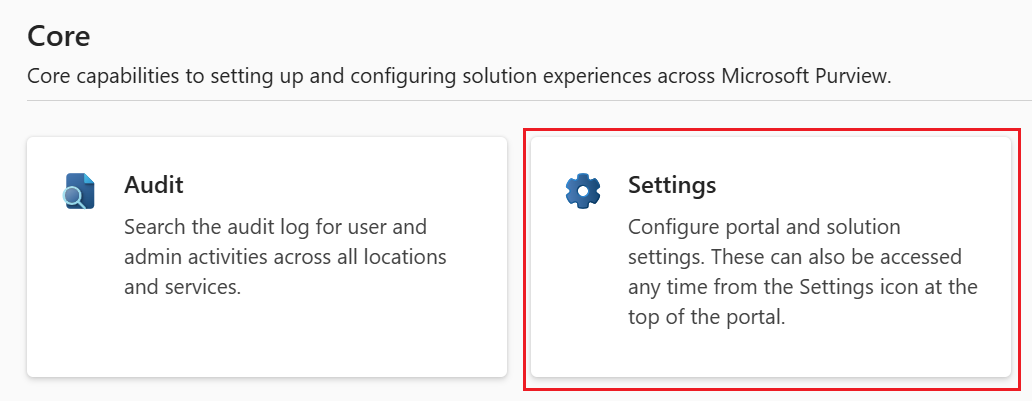 Core
Core capabilities to setting up and configuring solution experiences across Microsoft Purview.
Audit
Search the audit log for user and
admin activities across all locations
and services.
Settings
Configure portal and solution
settings. These can also be accessed
any time from the Settings icon at the
top of the portal.